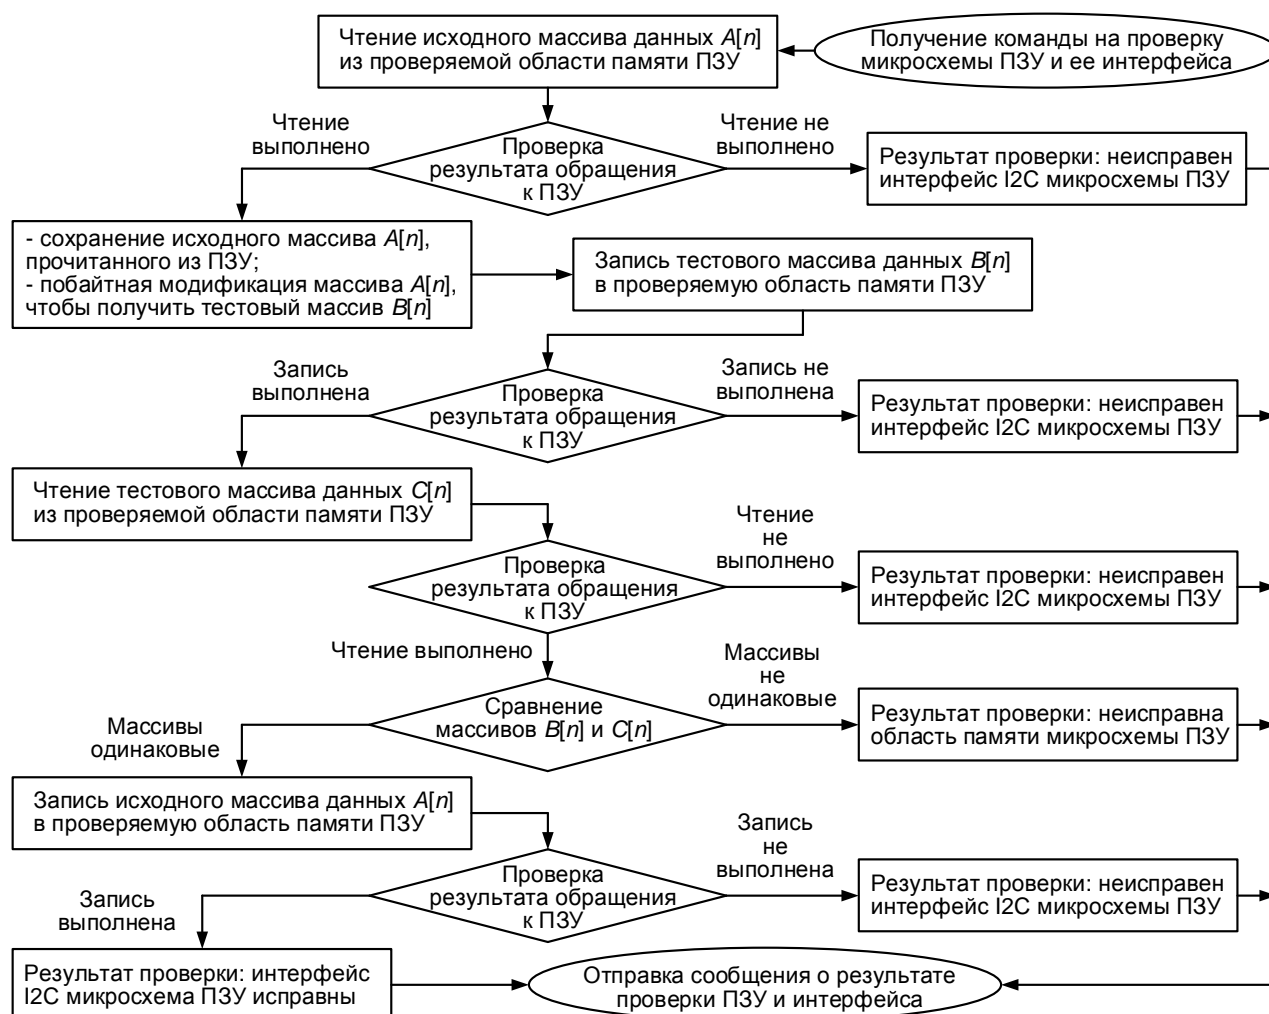 Чтение исходного массива данных A[n]
из проверяемой области памяти ПЗУ
Получение команды на проверку
микросхемы ПЗУ и ее интерфейса
Чтение
выполнено
Проверка
результата обращения
к ПЗУ
Чтение не
выполнено
Результат проверки: неисправен
интерфейс I2C микросхемы ПЗУ
- сохранение исходного массива A[n],
прочитанного из ПЗУ;
- побайтная модификация массива A[n],
чтобы получить тестовый массив B[n]
Запись тестового массива данных B[n]
в проверяемую область памяти ПЗУ
Запись
выполнена
Проверка
результата обращения
к ПЗУ
Запись не
выполнена
Результат проверки: неисправен
интерфейс I2C микросхемы ПЗУ
Чтение тестового массива данных C[n]
из проверяемой области памяти ПЗУ
Проверка
результата обращения
к ПЗУ
Чтение
не
выполнено
Результат проверки: неисправен
интерфейс I2C микросхемы ПЗУ
Чтение выполнено
Сравнение
массивов B[n] и C[n]
Массивы
не
одинаковые
Результат проверки: неисправна
область памяти микросхемы ПЗУ
Массивы
одинаковые
Запись исходного массива данных A[n]
в проверяемую область памяти ПЗУ
Проверка
результата обращения
к ПЗУ
Запись
не
выполнена
Результат проверки: неисправен
интерфейс I2C микросхемы ПЗУ
Запись
выполнена
Результат проверки: интерфейс
I2C микросхема ПЗУ исправны
Отправка сообщения о результате
проверки ПЗУ и интерфейса